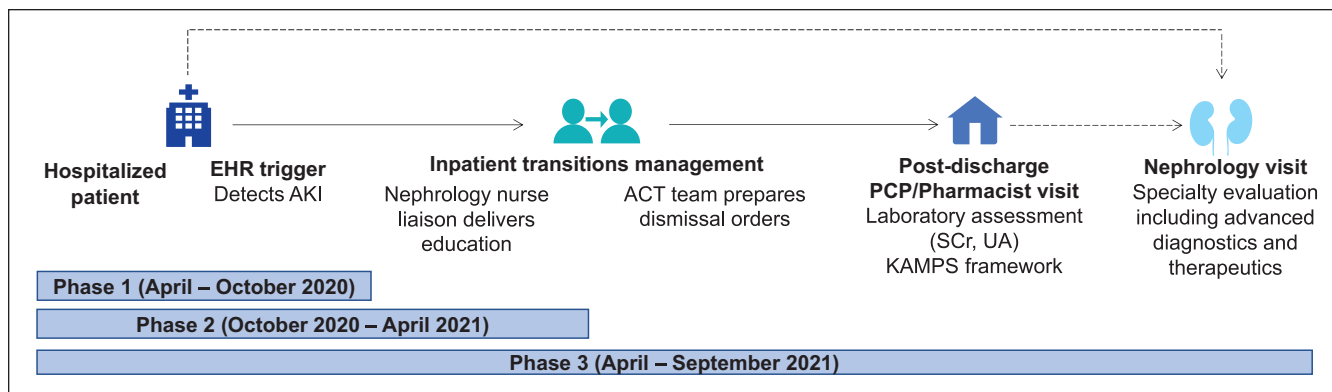 Hospitalized
patient
EHR trigger
Detects AKI
Inpatient transitions management
Nephrology nurse
liaison delivers
education
ACT team prepares
dismissal orders
Post-discharge
PCP/Pharmacist visit
Laboratory assessment
(SCr, UA)
KAMPS framework
Nephrology visit
Specialty evaluation
including advanced
diagnostics and
therapeutics
Phase 1 (April – October 2020)
Phase 2 (October 2020 – April 2021)
Phase 3 (April – September 2021)